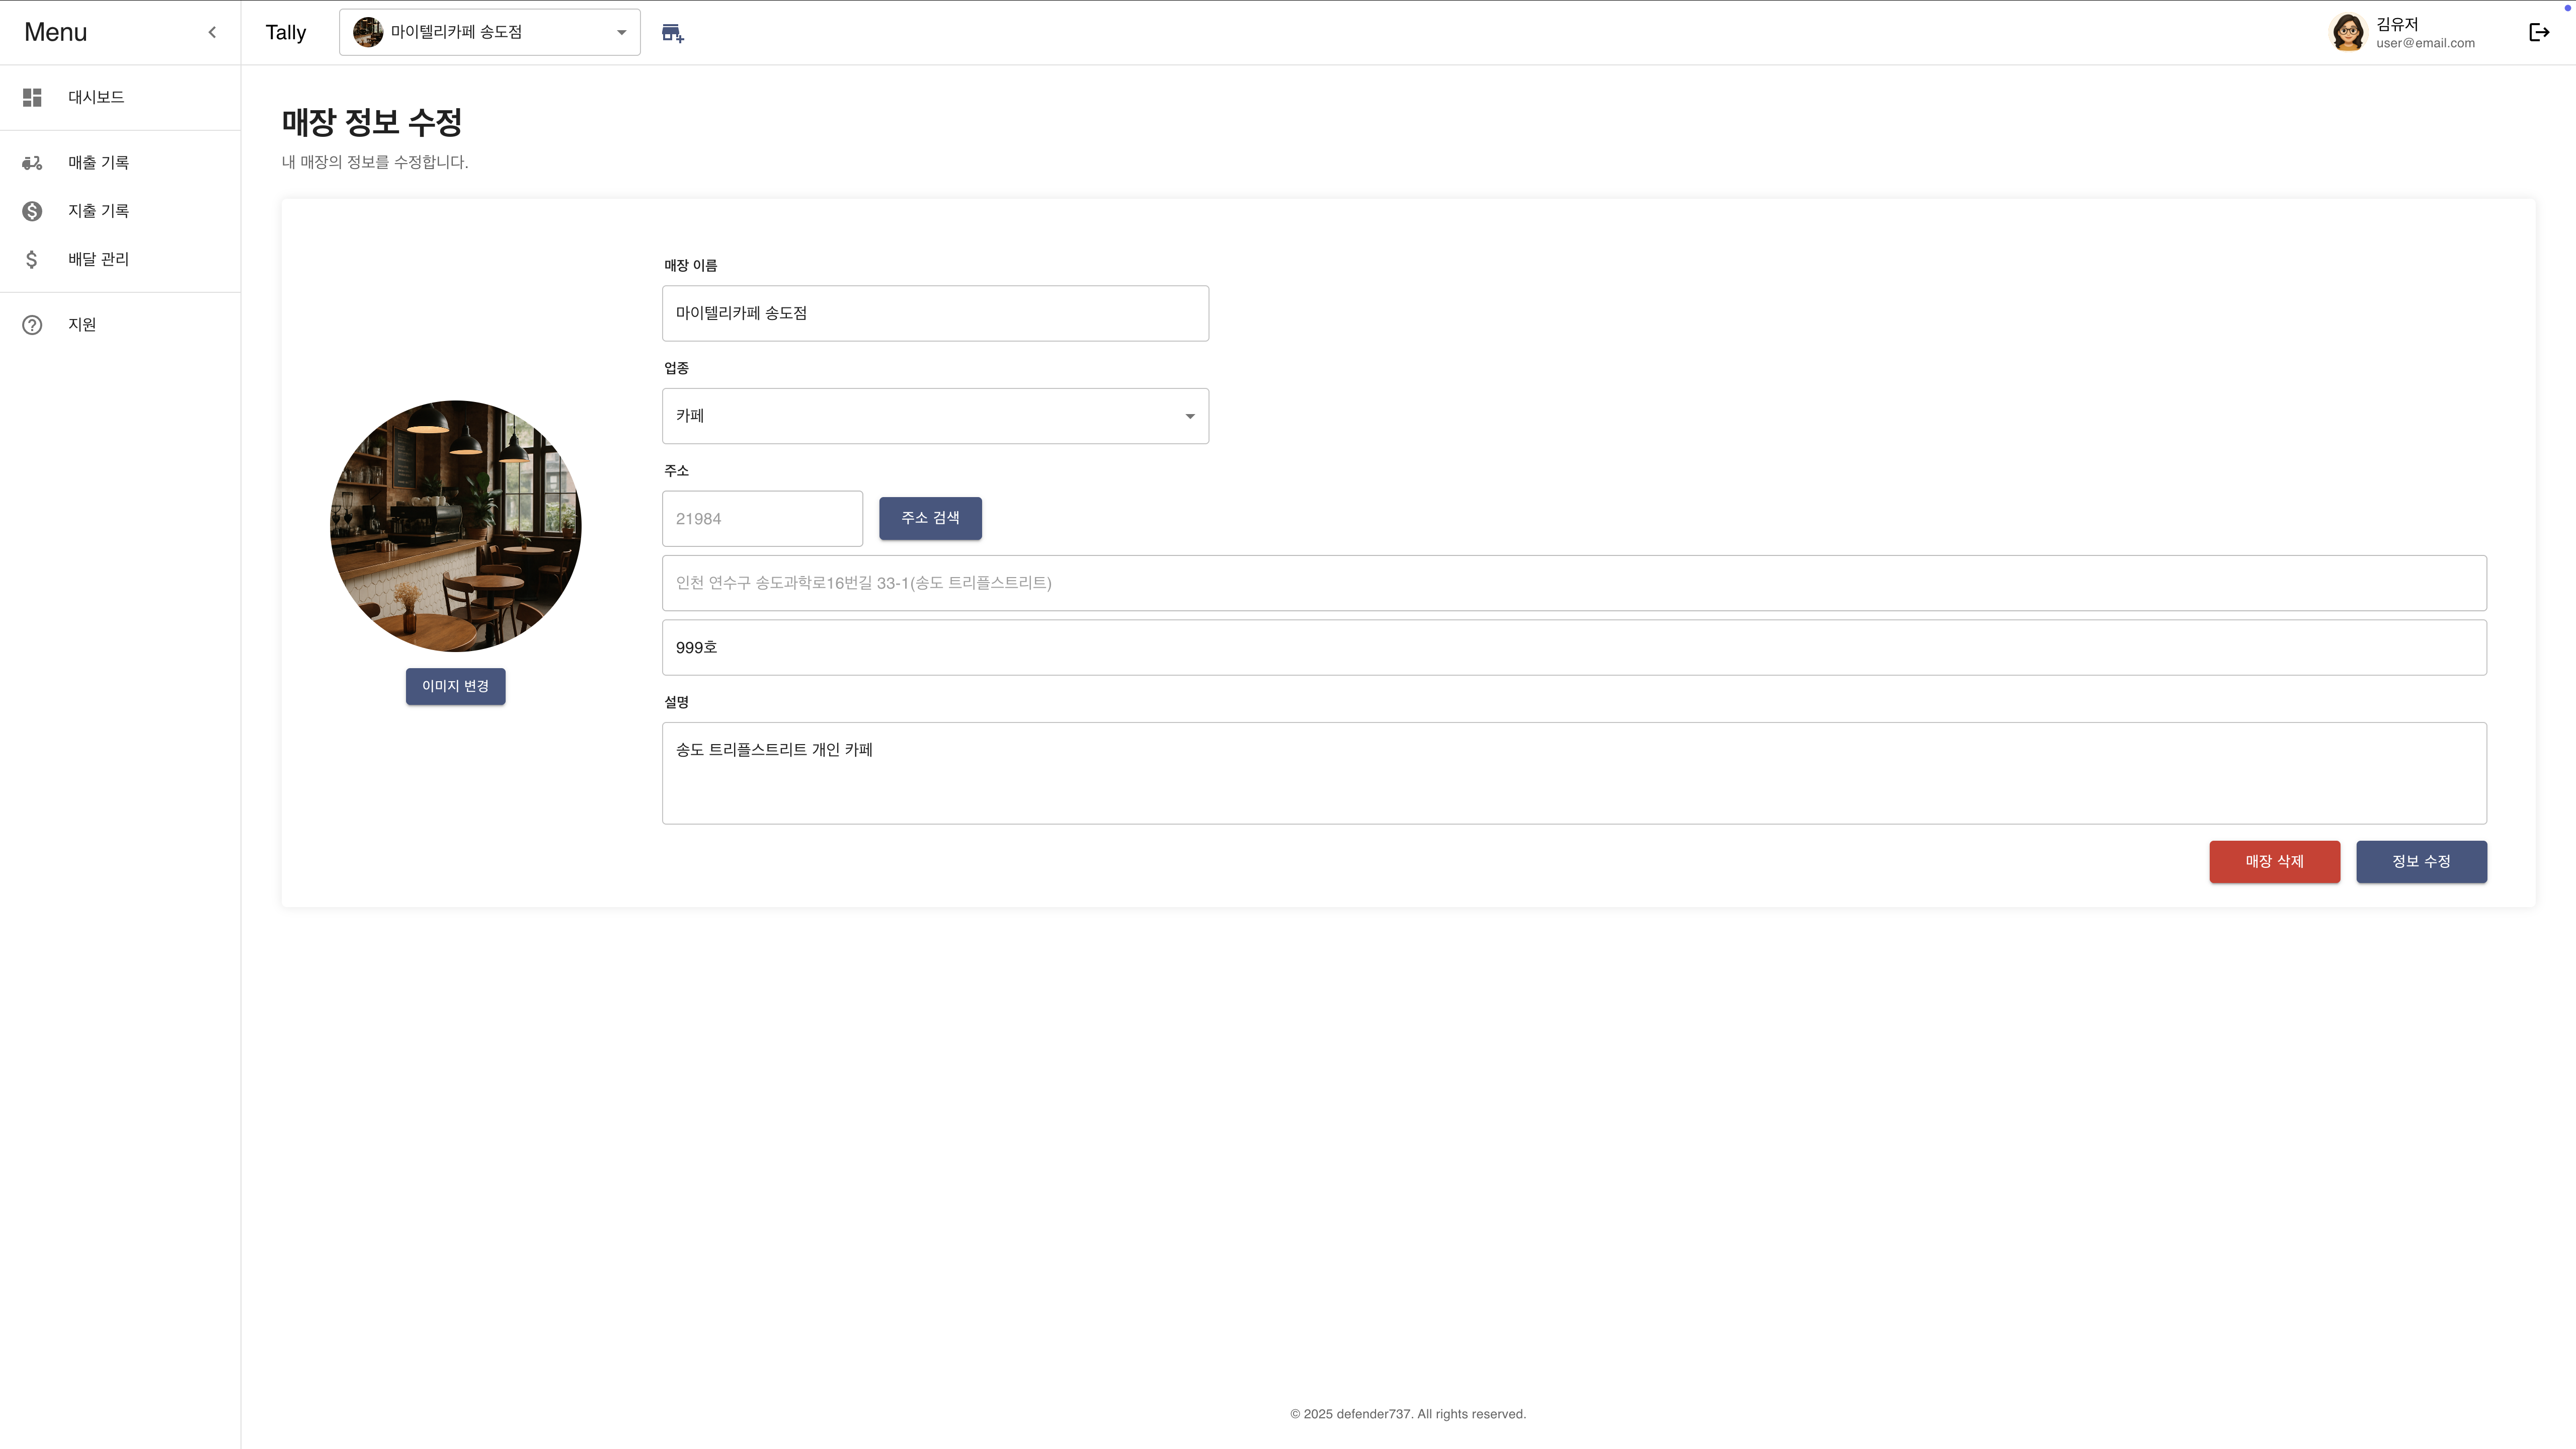 Menu
Tally
마이텔리카페 송도점
김유저
user@email.com
대시보드
매출 기록
지출 기록
배달 관리
지원
매장 정보 수정
내 매장의 정보를 수정합니다.
이미지 변경
매장 이름
마이텔리카페 송도점
업종
카페
주소
21984
주소 검색
인천 연수구 송도과학로16번길 33-1(송도 트리플스트리트)
999호
설명
송도 트리플스트리트 개인 카페
매장 삭제
정보 수정
© 2025 defender737. All rights reserved.